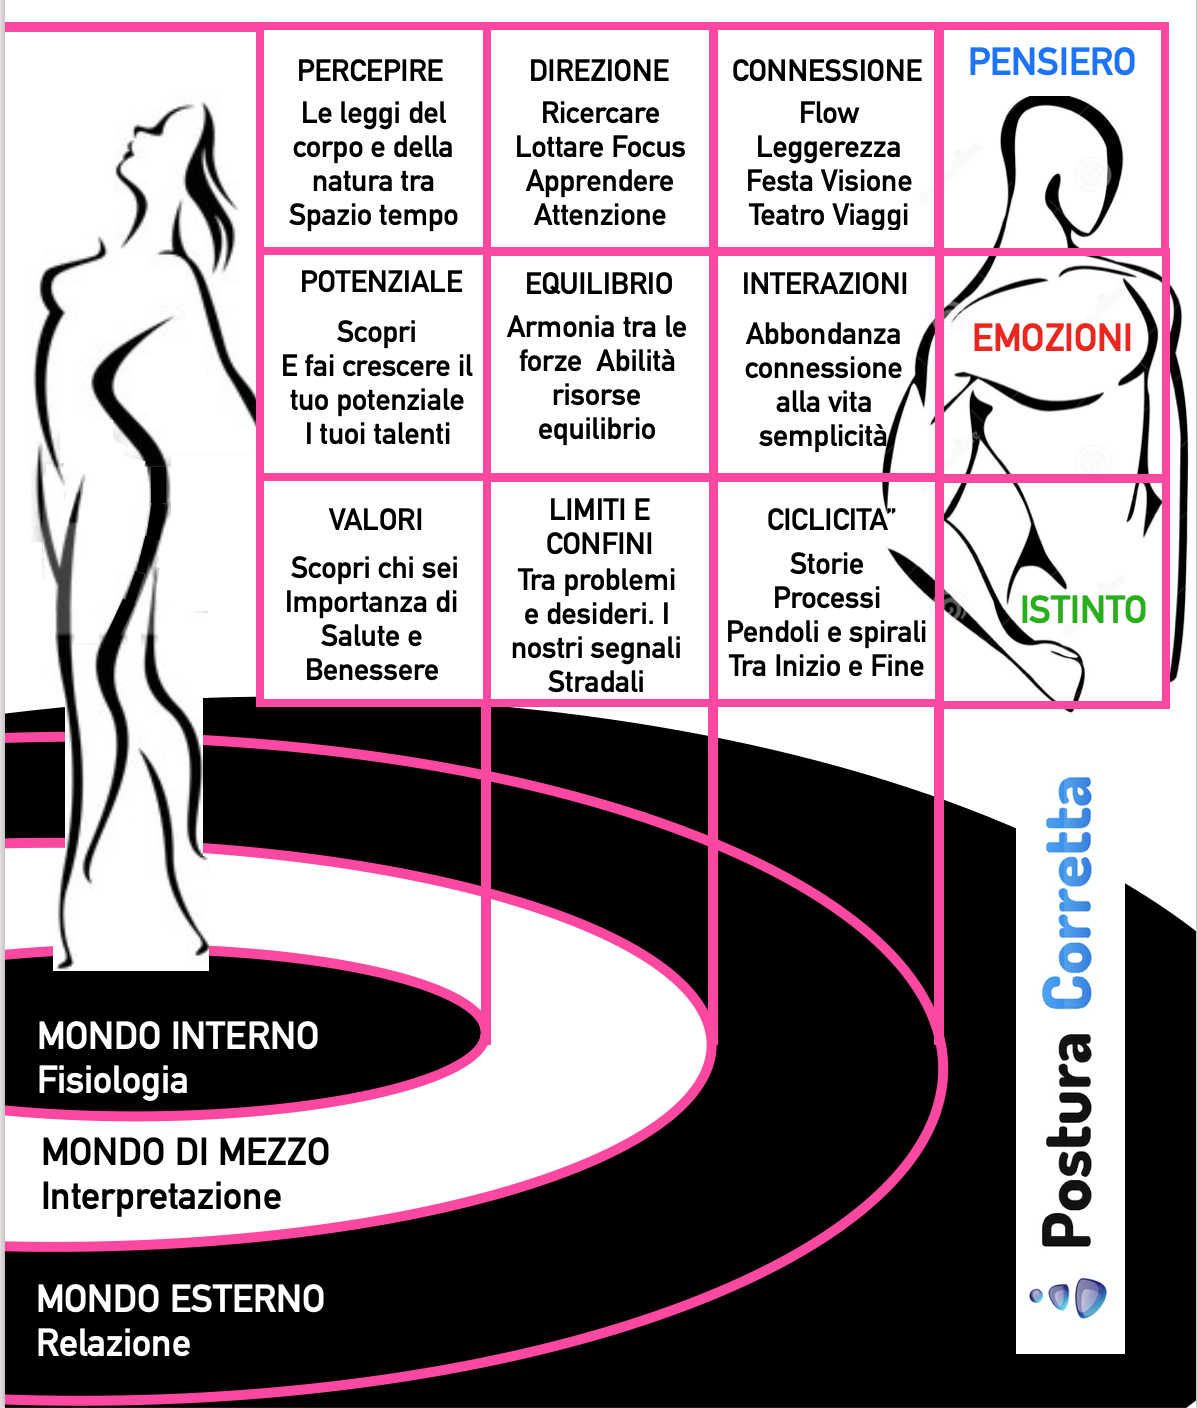 PERCEPIRE
Le leggi del
corpo e della
natura tra
Spazio tempo
DIREZIONE
Ricercare
Lottare Focus
Apprendere
Attenzione
CONNESSIONE
Flow
Leggerezza
Festa Visione
Teatro Viaggi
PENSIERO
POTENZIALE
Scopri
E fai crescere il
tuo potenziale
I tuoi talenti
EQUILIBRIO
Armonia tra le
forze  Abilità
risorse
equilibrio
INTERAZIONI
Abbondanza
connessione
alla vita
semplicità
EMOZIONI
VALORI
Scopri chi sei
Importanza di
Salute e
Benessere
LIMITI E
CONFINI
Tra problemi
e desideri. I
nostri segnali
Stradali
CICLICITA”
Storie
Processi
Pendoli e spirali
Tra Inizio e Fine
ISTINTO
MONDO INTERNO
Fisiologia
MONDO DI MEZZO
Interpretazione
MONDO ESTERNO
Relazione
Postura Corretta